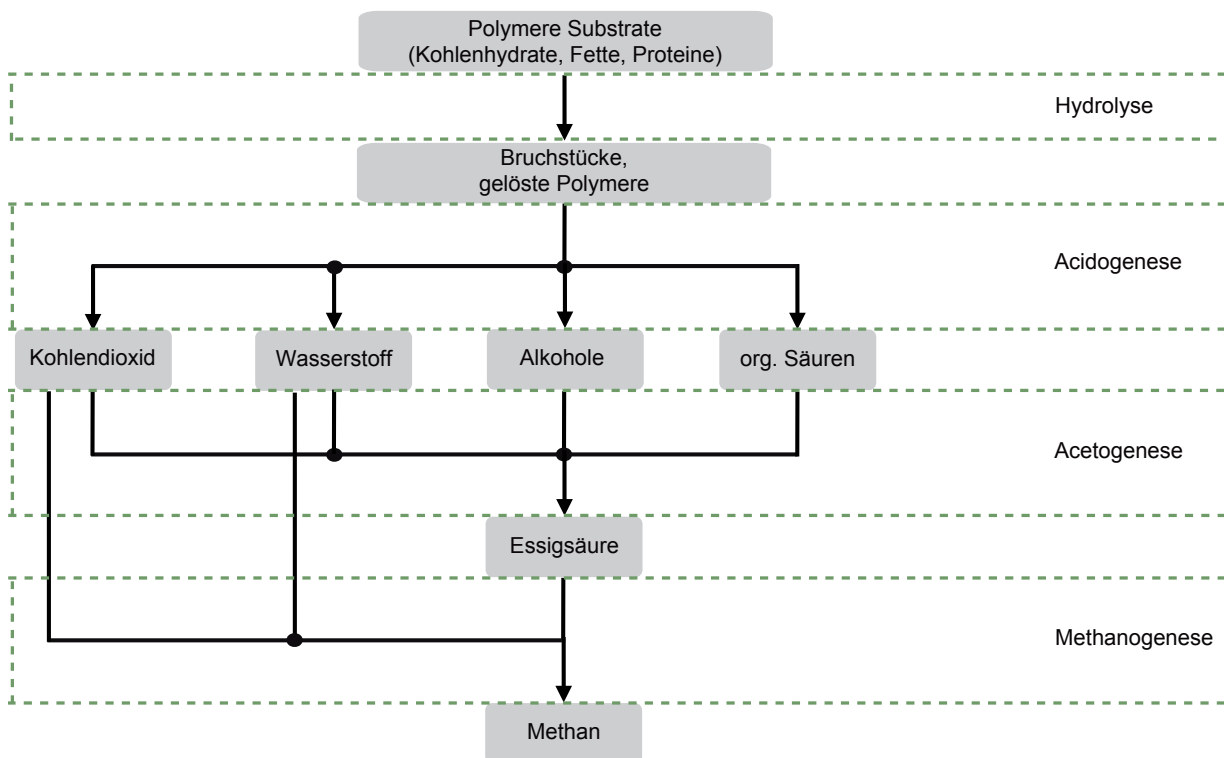 Polymere Substrate
(Kohlenhydrate, Fette, Proteine)
Hydrolyse
Bruchstücke,
gelöste Polymere
Acidogenese
Kohlendioxid
Wasserstoff
Alkohole
org. Säuren
Acetogenese
Essigsäure
Methanogenese
Methan